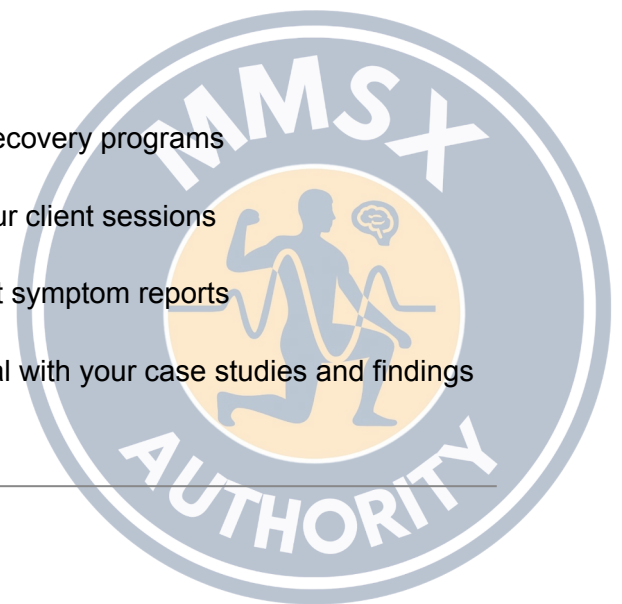 MMSX
ecovery programs
ur client sessions
t symptom reports
al with your case studies and findings
AUTHORITY